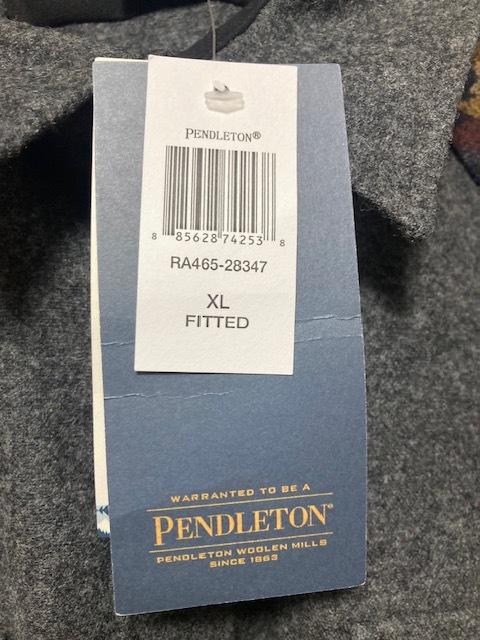 PENDLETON®
8 85628 74253 8
RA465-28347
XL
FITTED
WARRANTED TO BE A
PENDLETON®
PENDLETON WOOLEN MILLS
SINCE 1863